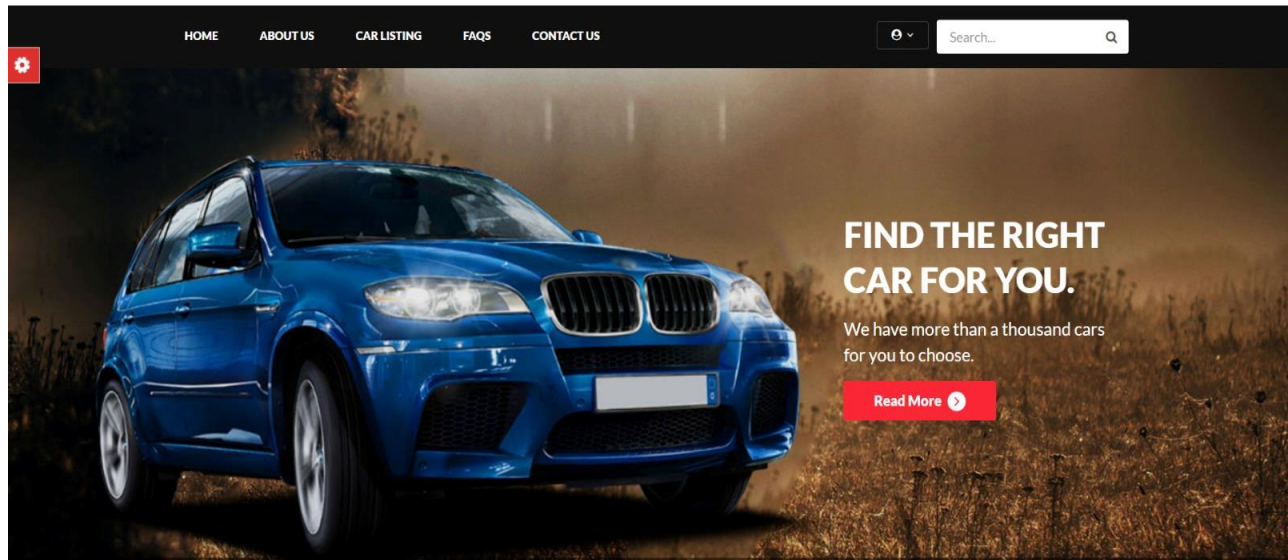 HOME ABOUT US CAR LISTING FAQS CONTACT US Search...
FIND THE RIGHT
CAR FOR YOU.
We have more than a thousand cars
for you to choose.
Read More